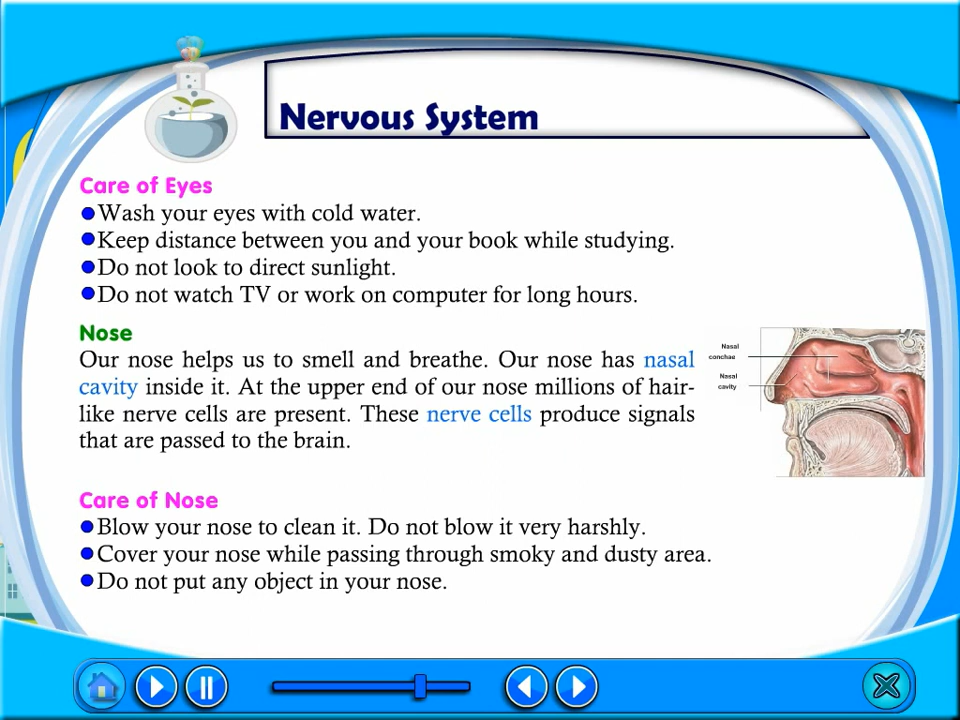 Nervous System
Care of Eyes
Wash your eyes with cold water.
Keep distance between you and your book while studying.
Do not look to direct sunlight.
Do not watch TV or work on computer for long hours.
Nose
Our nose helps us to smell and breathe. Our nose has nasal
cavity inside it. At the upper end of our nose millions of hair-
like nerve cells are present. These nerve cells produce signals
that are passed to the brain.
Nasal
conchae
Nasal
cavity
Care of Nose
Blow your nose to clean it. Do not blow it very harshly.
Cover your nose while passing through smoky and dusty area.
Do not put any object in your nose.